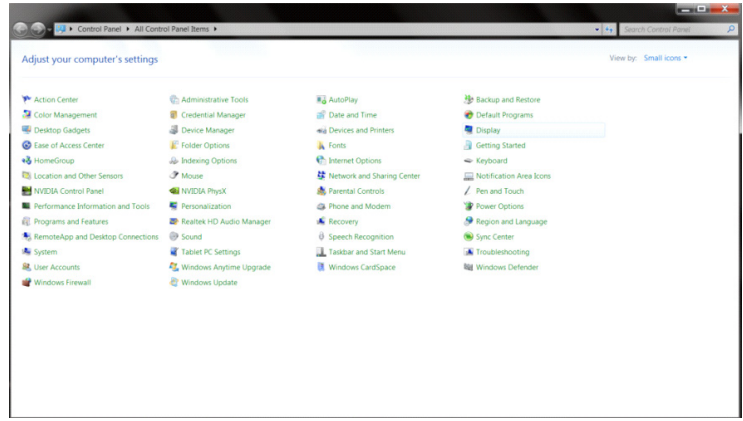 Control Panel ▸ All Control Panel Items ▸ Search Control Panel
Adjust your computer's settings View by: Small icons
Action Center Administrative Tools AutoPlay Backup and Restore
Color Management Credential Manager Date and Time Default Programs
Desktop Gadgets Device Manager Devices and Printers Display
Ease of Access Center Folder Options Fonts Getting Started
HomeGroup Indexing Options Internet Options Keyboard
Location and Other Sensors Mouse Network and Sharing Center Notification Area Icons
NVIDIA Control Panel NVIDIA PhysX Parental Controls Pen and Touch
Performance Information and Tools Personalization Phone and Modem Power Options
Programs and Features Realtek HD Audio Manager Recovery Region and Language
RemoteApp and Desktop Connections Sound Speech Recognition Sync Center
System Tablet PC Settings Taskbar and Start Menu Troubleshooting
User Accounts Windows Anytime Upgrade Windows CardSpace Windows Defender
Windows Firewall Windows Update